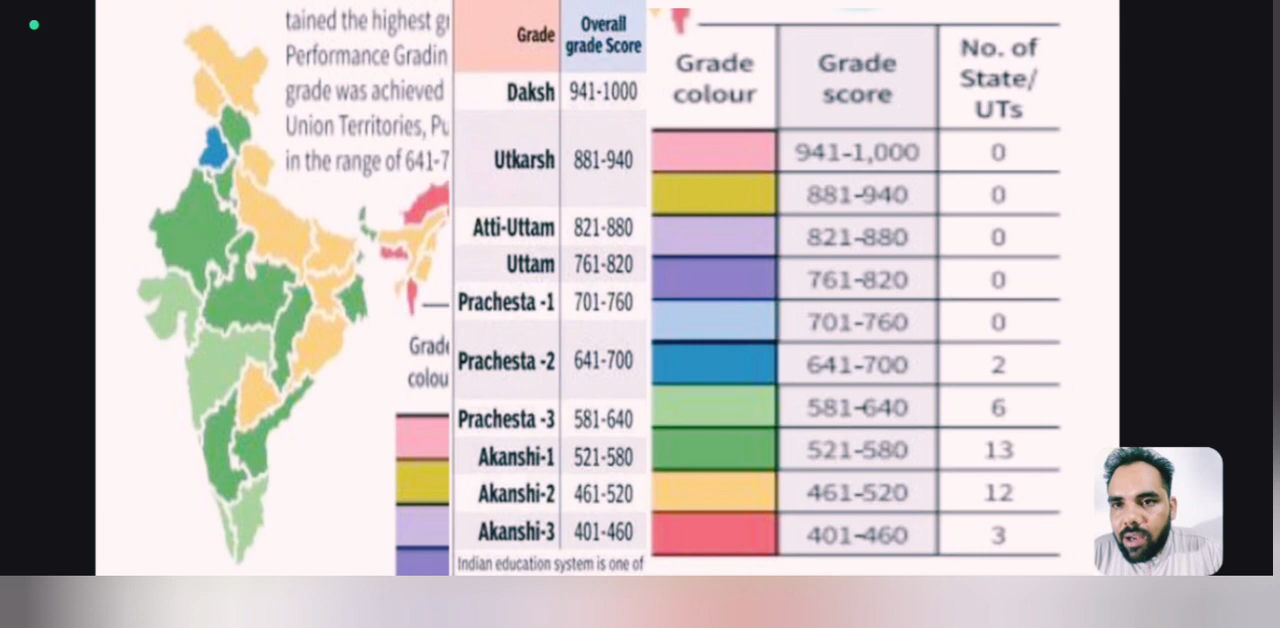 tained the highest
Performance Gradin
grade was achieved
Union Territories,
in the range of 641-7
Grade
colou
Grade Overall grade Score
Daksh 941-1000
Utkarsh 881-940
Atti-Uttam 821-880
Uttam 761-820
Prachesta -1 701-760
Prachesta -2 641-700
Prachesta -3 581-640
Akanshi-1 521-580
Akanshi-2 461-520
Akanshi-3 401-460
Indian education system is one of
Grade colour Grade score No. of State/ UTs
941-1,000 0
881-940 0
821-880 0
761-820 0
701-760 0
641-700 2
581-640 6
521-580 13
461-520 12
401-460 3